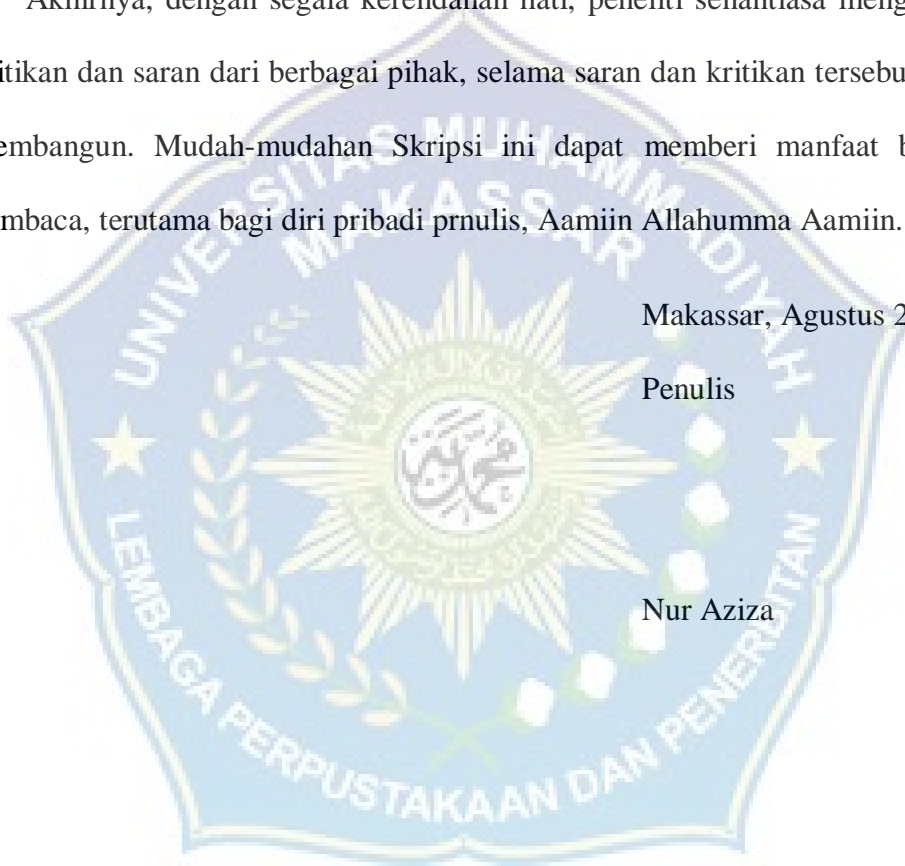 Akhirnya, dengan segala kerendahan hati, peneliti senantiasa meng
itikan dan saran dari berbagai pihak, selama saran dan kritikan tersebu
embangun. Mudah-mudahan Skripsi ini dapat memberi manfaat b
mbaca, terutama bagi diri pribadi prnulis, Aamiin Allahumma Aamiin.
Makassar, Agustus 2
Penulis
Nur Aziza
UNIVERSITAS MUHAMMADIYAH
MAKASSAR
LEMBAGA PERPUSTAKAAN DAN PENERBITAN
محمد